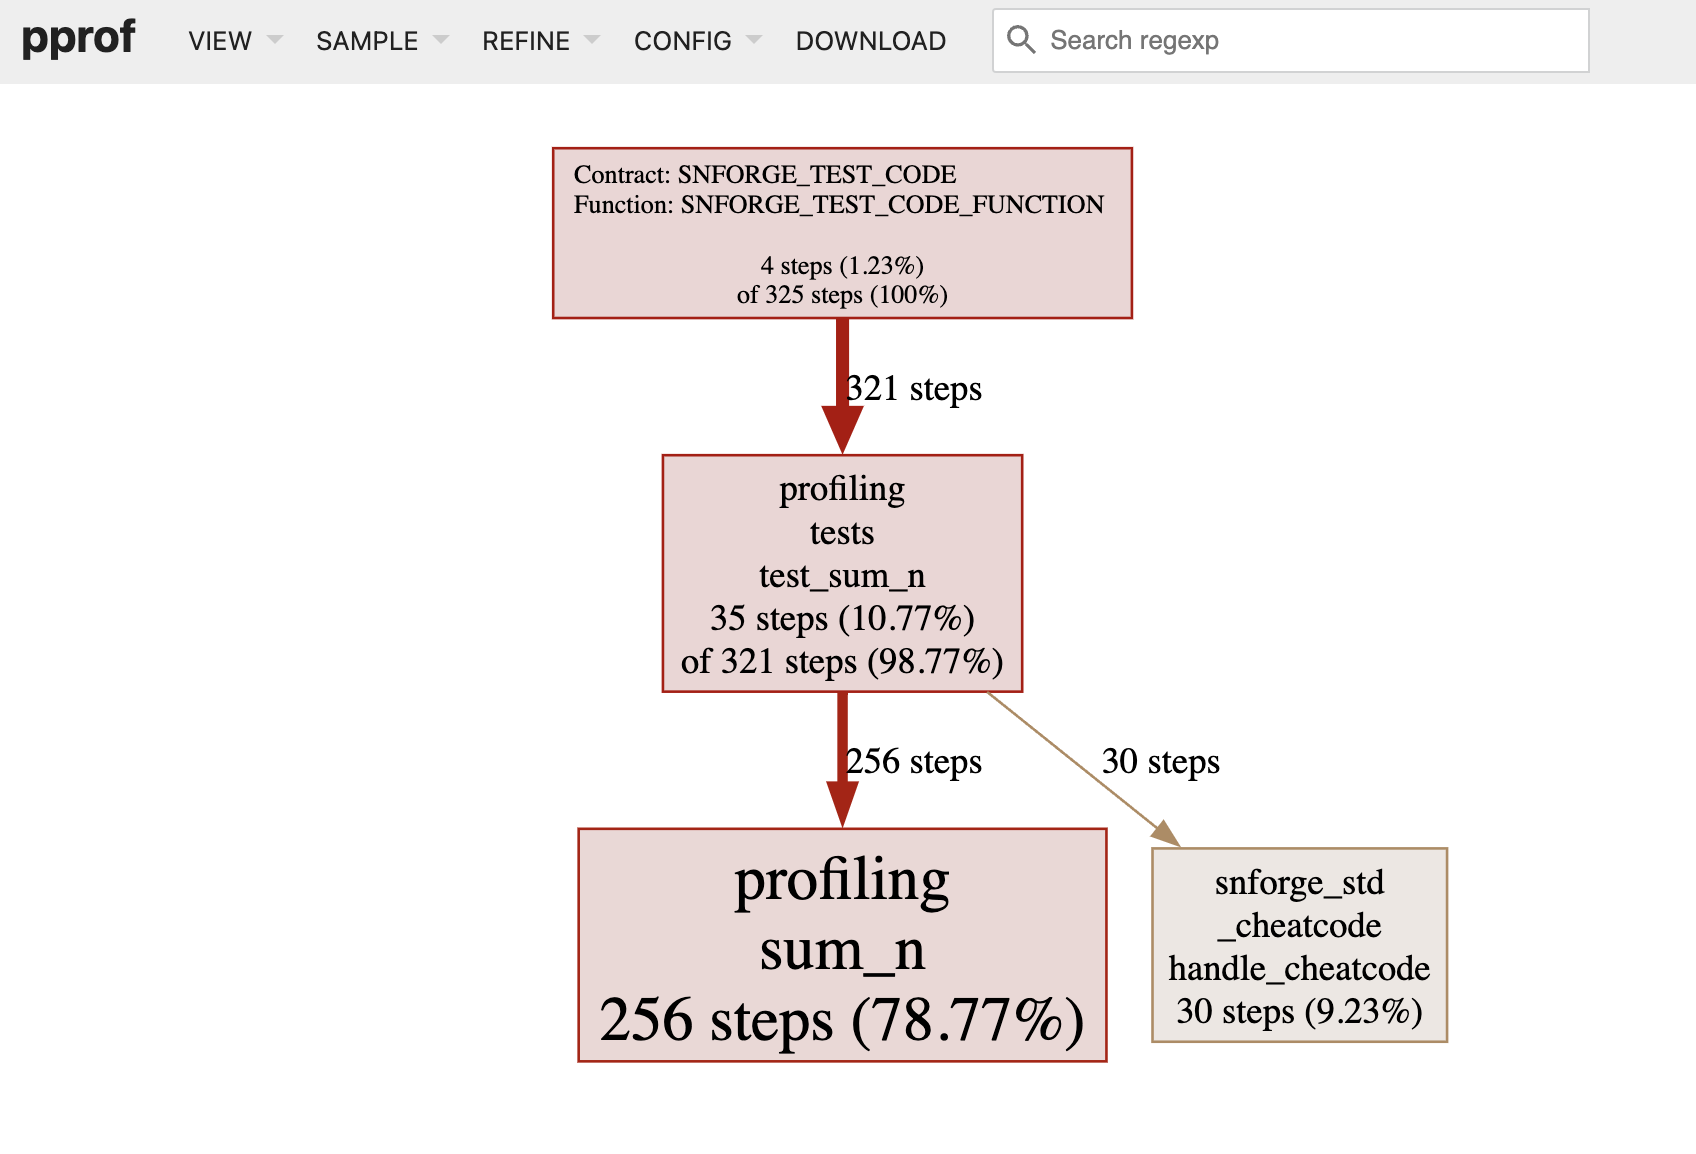 pprof VIEW SAMPLE REFINE CONFIG DOWNLOAD Search regexp
Contract: SNFORGE_TEST_CODE
Function: SNFORGE_TEST_CODE_FUNCTION
4 steps (1.23%)
of 325 steps (100%)
321 steps
profiling
tests
test_sum_n
35 steps (10.77%)
of 321 steps (98.77%)
256 steps
30 steps
profiling
sum_n
256 steps (78.77%)
snforge_std
_cheatcode
handle_cheatcode
30 steps (9.23%)